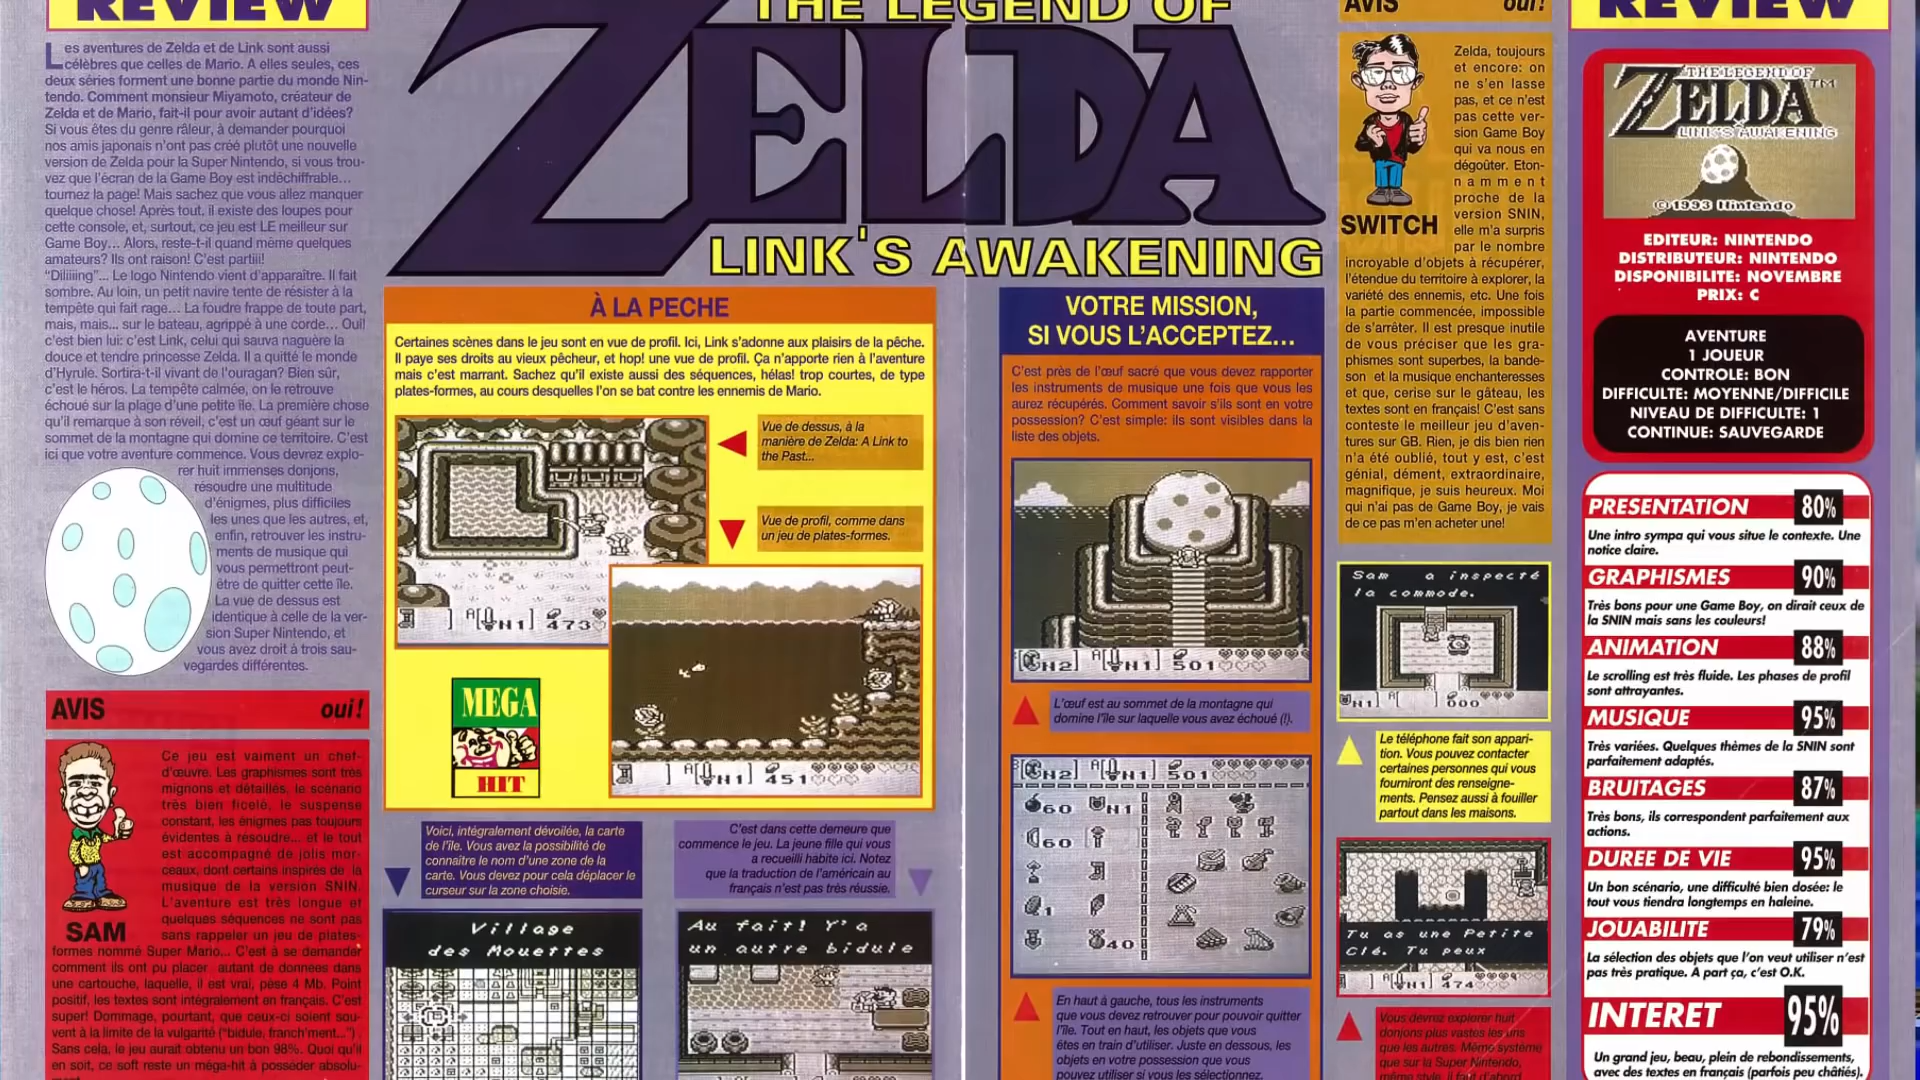 REVIEW
Les aventures de Zelda et de Link sont aussi
célèbres que celles de Mario. A elles seules, ces
deux séries forment une bonne partie du monde Nin-
tendo. Comment monsieur Miyamoto, créateur de
Zelda et de Mario, fait-il pour avoir autant d'idées?
Si vous êtes du genre râleur, à demander pourquoi
nos amis japonais n'ont pas créé plutôt une nouvelle
version de Zelda pour la Super Nintendo, si vous trou-
vez que l'écran de la Game Boy est indéchiffrable...
tournez la page! Mais sachez que vous allez manquer
quelque chose! Après tout, il existe des loupes pour
cette console, et, surtout, ce jeu est LE meilleur sur
Game Boy... Alors, reste-t-il quand même quelques
amateurs? Ils ont raison! C'est partiii!
"Diliiiing"... Le logo Nintendo vient d'apparaître. Il fait
sombre. Au loin, un petit navire tente de résister à la
tempête qui fait rage... La foudre frappe de toute part,
mais, mais... sur le bateau, agrippé à une corde... Oui!
c'est bien lui: c'est Link, celui qui sauva naguère la
douce et tendre princesse Zelda. Il a quitté le monde
d'Hyrule. Sortira-t-il vivant de l'ouragan? Bien sûr,
c'est le héros. La tempête calmée, on le retrouve
échoué sur la plage d'une petite île. La première chose
qu'il remarque à son réveil, c'est un œuf géant sur le
sommet de la montagne qui domine ce territoire. C'est
ici que votre aventure commence. Vous devrez explo-
rer huit immenses donjons,
résoudre une multitude
d'énigmes, plus difficiles
les unes que les autres, et,
enfin, retrouver les instru-
ments de musique qui
vous permettront peut-
être de quitter cette île.
La vue de dessus est
identique à celle de la ver-
sion Super Nintendo, et
vous avez droit à trois sau-
vegardes différentes.
AVIS oui!
Ce jeu est vaiment un chef-
d'œuvre. Les graphismes sont très
mignons et détaillés, le scénario
très bien ficelé, le suspense
constant, les énigmes pas toujours
évidentes à résoudre... et le tout
est accompagné de jolis mor-
ceaux, dont certains inspirés de la
musique de la version SNIN.
L'aventure est très longue et
quelques séquences ne sont pas
sans rappeler un jeu de plates-
SAM
formes nommé Super Mario... C'est à se demander
comment ils ont pu placer autant de données dans
une cartouche, laquelle, il est vrai, pèse 4 Mb. Point
positif, les textes sont intégralement en français. C'est
super! Dommage, pourtant, que ceux-ci soient sou-
vent à la limite de la vulgarité ("bidule, franch'ment...").
Sans cela, le jeu aurait obtenu un bon 98%. Quoi qu'il
en soit, ce soft reste un méga-hit à posséder absolu-
THE LEGEND OF
ZELDA
LINK'S AWAKENING
À LA PECHE
Certaines scènes dans le jeu sont en vue de profil. Ici, Link s'adonne aux plaisirs de la pêche.
Il paye ses droits au vieux pêcheur, et hop! une vue de profil. Ça n'apporte rien à l'aventure
mais c'est marrant. Sachez qu'il existe aussi des séquences, hélas! trop courtes, de type
plates-formes, au cours desquelles l'on se bat contre les ennemis de Mario.
Vue de dessus, à la
manière de Zelda: A Link to
the Past...
Vue de profil, comme dans
un jeu de plates-formes.
N1] 473
A[ N1] 451
MEGA
HIT
Voici, intégralement dévoilée, la carte
de l'île. Vous avez la possibilité de
connaître le nom d'une zone de la
carte. Vous devez pour cela déplacer le
curseur sur la zone choisie.
Village
des Mouettes
C'est dans cette demeure que
commence le jeu. La jeune fille qui vous
a recueilli habite ici. Notez
que la traduction de l'américain au
français n'est pas très réussie.
Au fait! Y'a
un autre bidule
VOTRE MISSION,
SI VOUS L'ACCEPTEZ...
C'est près de l'œuf sacré que vous devez rapporter
les instruments de musique une fois que vous les
aurez récupérés. Comment savoir s'ils sont en votre
possession? C'est simple: ils sont visibles dans la
liste des objets.
N2] A[ N1] 501
L'œuf est au sommet de la montagne qui
domine l'île sur laquelle vous avez échoué (!).
N2] A[ N1] 501
60 N1
60
1
40
En haut à gauche, tous les instruments
que vous devez retrouver pour pouvoir quitter
l'île. Tout en haut, les objets que vous
êtes en train d'utiliser. Juste en dessous, les
objets en votre possession que vous
pouvez utiliser si vous les sélectionnez.
AVIS oui!
Zelda, toujours
et encore: on
ne s'en lasse
pas, et ce n'est
pas cette ver-
sion Game Boy
qui va nous en
dégoûter. Eton-
namment
proche de la
version SNIN,
elle m'a surpris
par le nombre
SWITCH
incroyable d'objets à récupérer,
l'étendue du territoire à explorer, la
variété des ennemis, etc. Une fois
la partie commencée, impossible
de s'arrêter. Il est presque inutile
de vous préciser que les gra-
phismes sont superbes, la bande-
son et la musique enchanteresses
et que, cerise sur le gâteau, les
textes sont en français! C'est sans
conteste le meilleur jeu d'aven-
tures sur GB. Rien, je dis bien rien
n'a été oublié, tout y est, c'est
génial, dément, extraordinaire,
magnifique, je suis heureux. Moi
qui n'ai pas de Game Boy, je vais
de ce pas m'en acheter une!
Sam a inspecté
la commode.
N1] 000
Le téléphone fait son appari-
tion. Vous pouvez contacter
certaines personnes qui vous
fourniront des renseigne-
ments. Pensez aussi à fouiller
partout dans les maisons.
Tu as une Petite
Clé. Tu peux
N1] 474
Vous devrez explorer huit
donjons plus vastes les uns
que les autres. Même système
que sur la Super Nintendo,
même style, il faut d'abord
REVIEW
THE LEGEND OF
ZELDA TM
LINK'S AWAKENING
©1993 Nintendo
EDITEUR: NINTENDO
DISTRIBUTEUR: NINTENDO
DISPONIBILITE: NOVEMBRE
PRIX: C
AVENTURE
1 JOUEUR
CONTROLE: BON
DIFFICULTE: MOYENNE/DIFFICILE
NIVEAU DE DIFFICULTE: 1
CONTINUE: SAUVEGARDE
PRESENTATION 80%
Une intro sympa qui vous situe le contexte. Une
notice claire.
GRAPHISMES 90%
Très bons pour une Game Boy, on dirait ceux de
la SNIN mais sans les couleurs!
ANIMATION 88%
Le scrolling est très fluide. Les phases de profil
sont attrayantes.
MUSIQUE 95%
Très variées. Quelques thèmes de la SNIN sont
parfaitement adaptés.
BRUITAGES 87%
Très bons, ils correspondent parfaitement aux
actions.
DUREE DE VIE 95%
Un bon scénario, une difficulté bien dosée: le
tout vous tiendra longtemps en haleine.
JOUABILITE 79%
La sélection des objets que l'on veut utiliser n'est
pas très pratique. A part ça, c'est O.K.
INTERET 95%
Un grand jeu, beau, plein de rebondissements,
avec des textes en français (parfois peu châtiés).